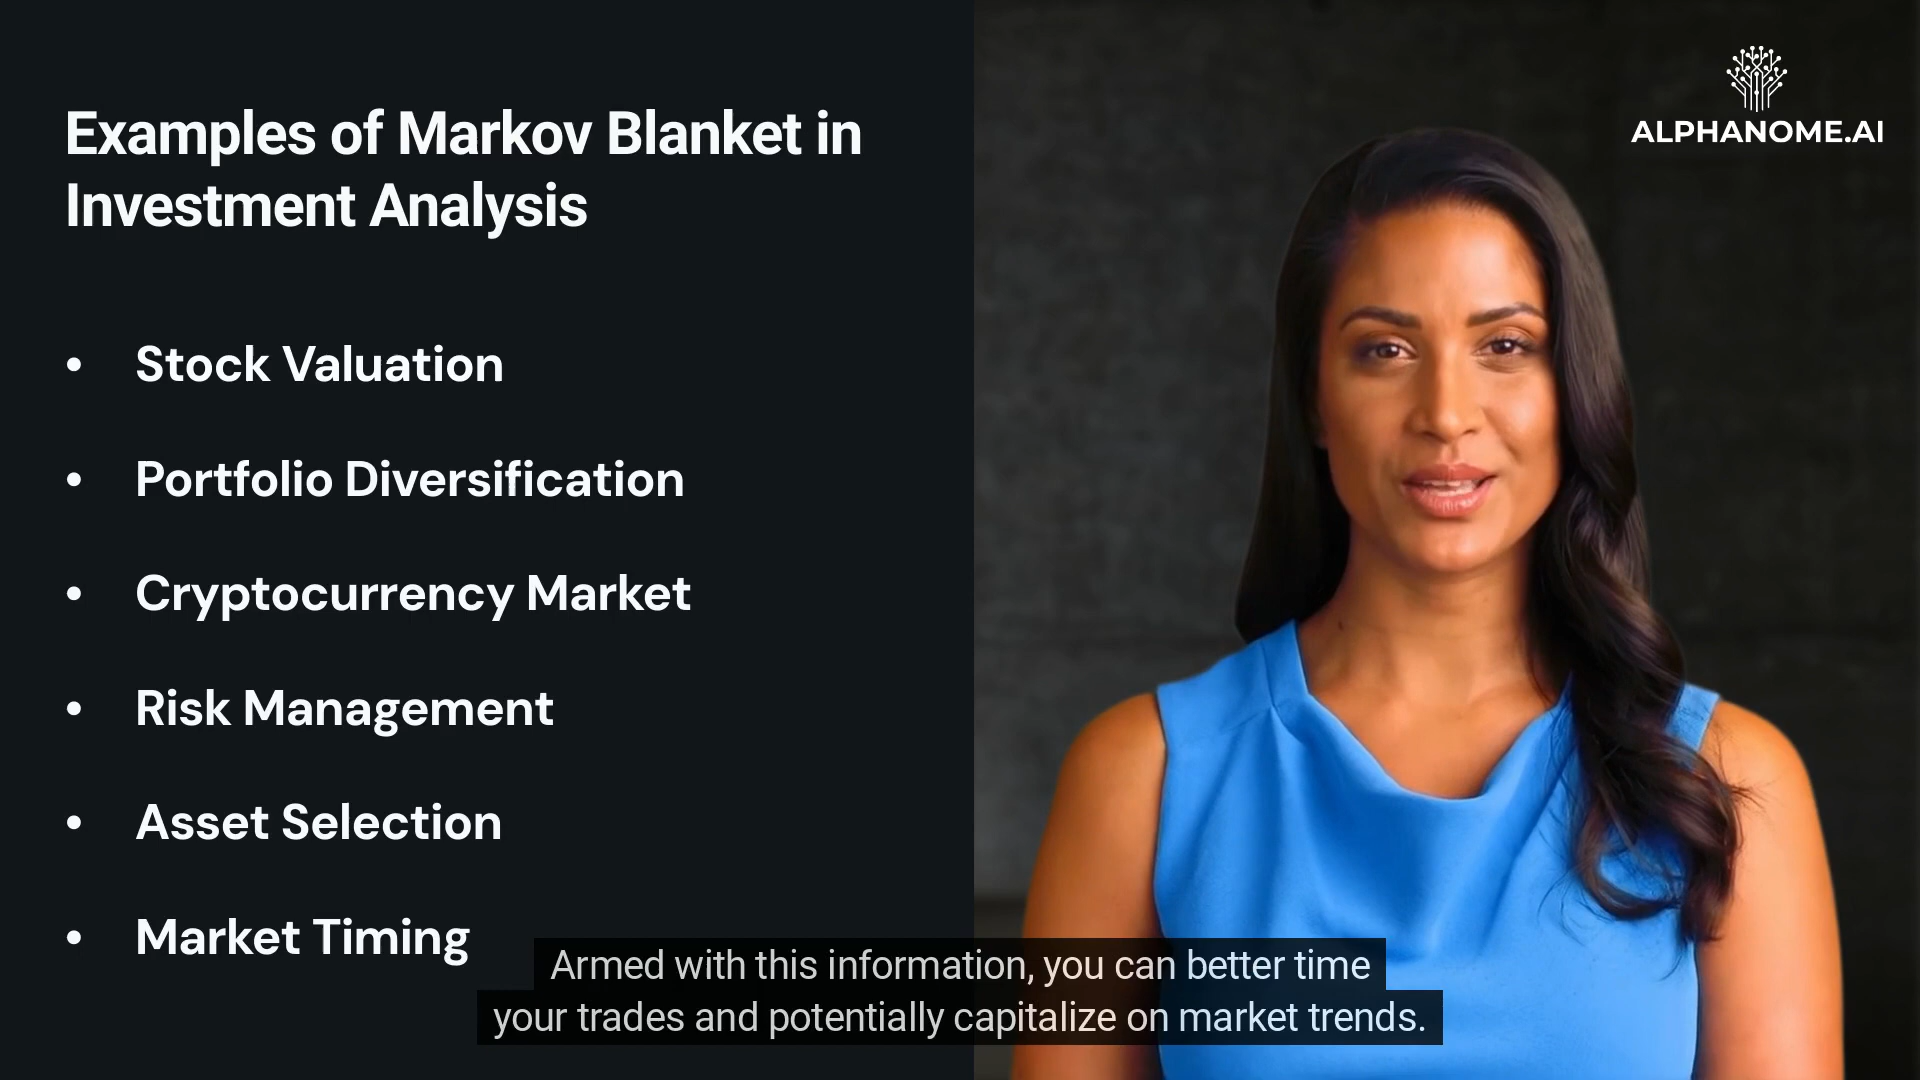 Examples of Markov Blanket in
Investment Analysis
• Stock Valuation
• Portfolio Diversification
• Cryptocurrency Market
• Risk Management
• Asset Selection
• Market Timing
ALPHANOME.AI
Armed with this information, you can better time
your trades and potentially capitalize on market trends.